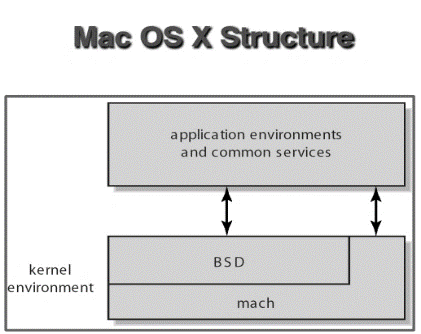 Mac OS X Structure
application environments
and common services
kernel
environment
BSD
mach